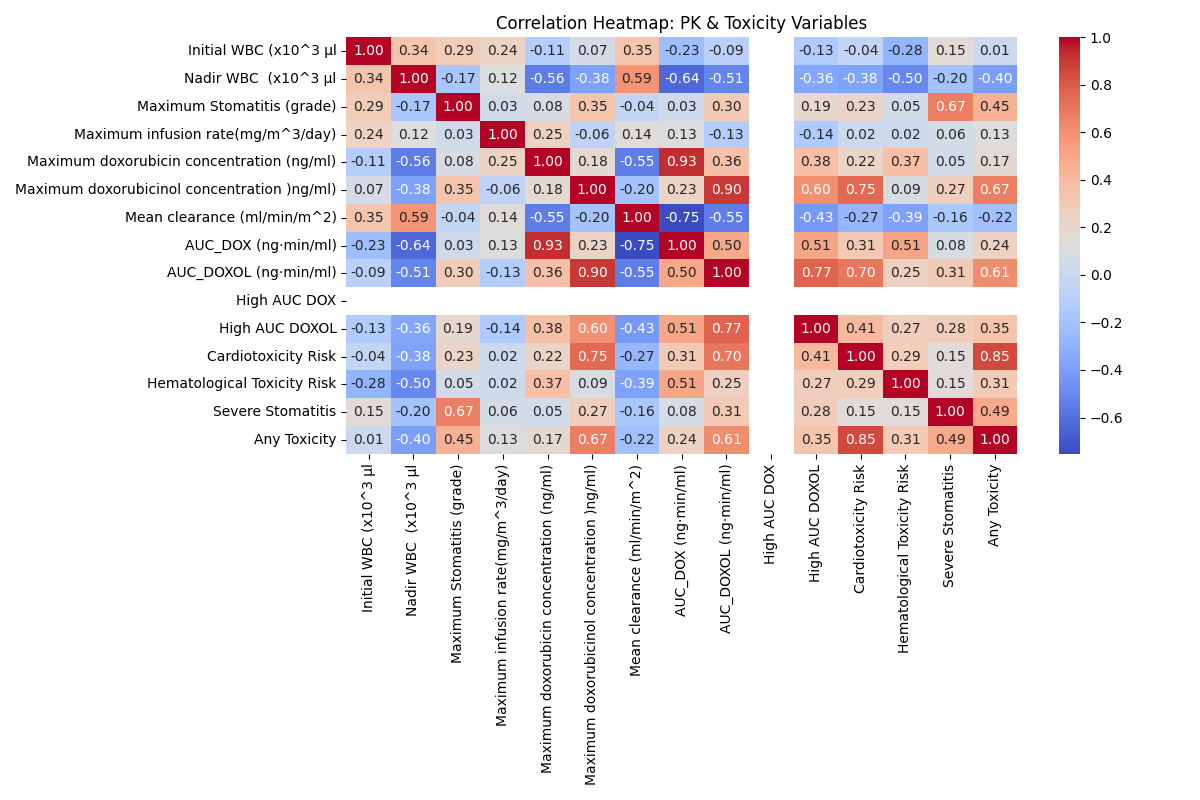 Correlation Heatmap: PK & Toxicity Variables
Initial WBC (x10^3 µl 1.00 0.34 0.29 0.24 -0.11 0.07 0.35 -0.23 -0.09 -0.13 -0.04 -0.28 0.15 0.01
Nadir WBC (x10^3 µl 0.34 1.00 -0.17 0.12 -0.56 -0.38 0.59 -0.64 -0.51 -0.36 -0.38 -0.50 -0.20 -0.40
Maximum Stomatitis (grade) 0.29 -0.17 1.00 0.03 0.08 0.35 -0.04 0.03 0.30 0.19 0.23 0.05 0.67 0.45
Maximum infusion rate(mg/m^3/day) 0.24 0.12 0.03 1.00 0.25 -0.06 0.14 0.13 -0.13 -0.14 0.02 0.02 0.06 0.13
Maximum doxorubicin concentration (ng/ml) -0.11 -0.56 0.08 0.25 1.00 0.18 -0.55 0.93 0.36 0.38 0.22 0.37 0.05 0.17
Maximum doxorubicinol concentration )ng/ml) 0.07 -0.38 0.35 -0.06 0.18 1.00 -0.20 0.23 0.90 0.60 0.75 0.09 0.27 0.67
Mean clearance (ml/min/m^2) 0.35 0.59 -0.04 0.14 -0.55 -0.20 1.00 -0.75 -0.55 -0.43 -0.27 -0.39 -0.16 -0.22
AUC_DOX (ng·min/ml) -0.23 -0.64 0.03 0.13 0.93 0.23 -0.75 1.00 0.50 0.51 0.31 0.51 0.08 0.24
AUC_DOXOL (ng·min/ml) -0.09 -0.51 0.30 -0.13 0.36 0.90 -0.55 0.50 1.00 0.77 0.70 0.25 0.31 0.61
High AUC DOX
High AUC DOXOL -0.13 -0.36 0.19 -0.14 0.38 0.60 -0.43 0.51 0.77 1.00 0.41 0.27 0.28 0.35
Cardiotoxicity Risk -0.04 -0.38 0.23 0.02 0.22 0.75 -0.27 0.31 0.70 0.41 1.00 0.29 0.15 0.85
Hematological Toxicity Risk -0.28 -0.50 0.05 0.02 0.37 0.09 -0.39 0.51 0.25 0.27 0.29 1.00 0.15 0.31
Severe Stomatitis 0.15 -0.20 0.67 0.06 0.05 0.27 -0.16 0.08 0.31 0.28 0.15 0.15 1.00 0.49
Any Toxicity 0.01 -0.40 0.45 0.13 0.17 0.67 -0.22 0.24 0.61 0.35 0.85 0.31 0.49 1.00
Initial WBC (x10^3 µl
Nadir WBC (x10^3 µl
Maximum Stomatitis (grade)
Maximum infusion rate(mg/m^3/day)
Maximum doxorubicin concentration (ng/ml)
Maximum doxorubicinol concentration )ng/ml)
Mean clearance (ml/min/m^2)
AUC_DOX (ng·min/ml)
AUC_DOXOL (ng·min/ml)
High AUC DOX
High AUC DOXOL
Cardiotoxicity Risk
Hematological Toxicity Risk
Severe Stomatitis
Any Toxicity
1.0
0.8
0.6
0.4
0.2
0.0
−0.2
−0.4
−0.6